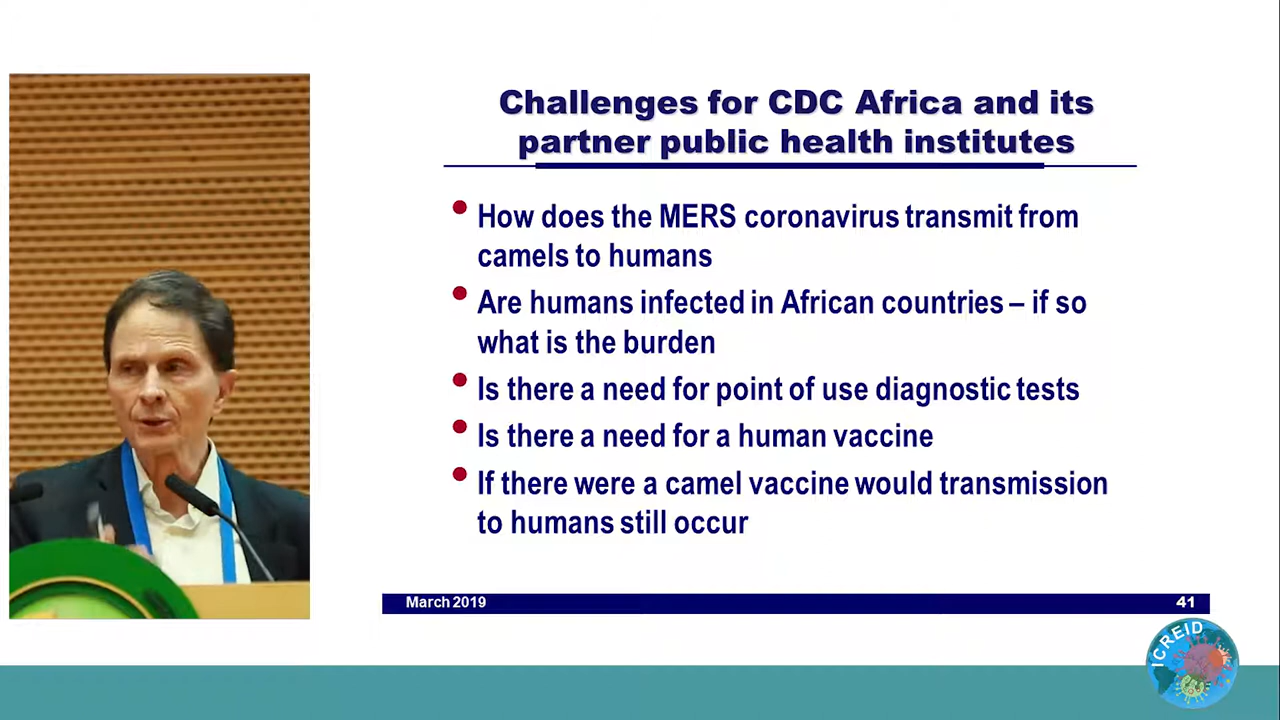 Challenges for CDC Africa and its
partner public health institutes
• How does the MERS coronavirus transmit from
camels to humans
• Are humans infected in African countries – if so
what is the burden
• Is there a need for point of use diagnostic tests
• Is there a need for a human vaccine
• If there were a camel vaccine would transmission
to humans still occur
March 2019 41
ICREID